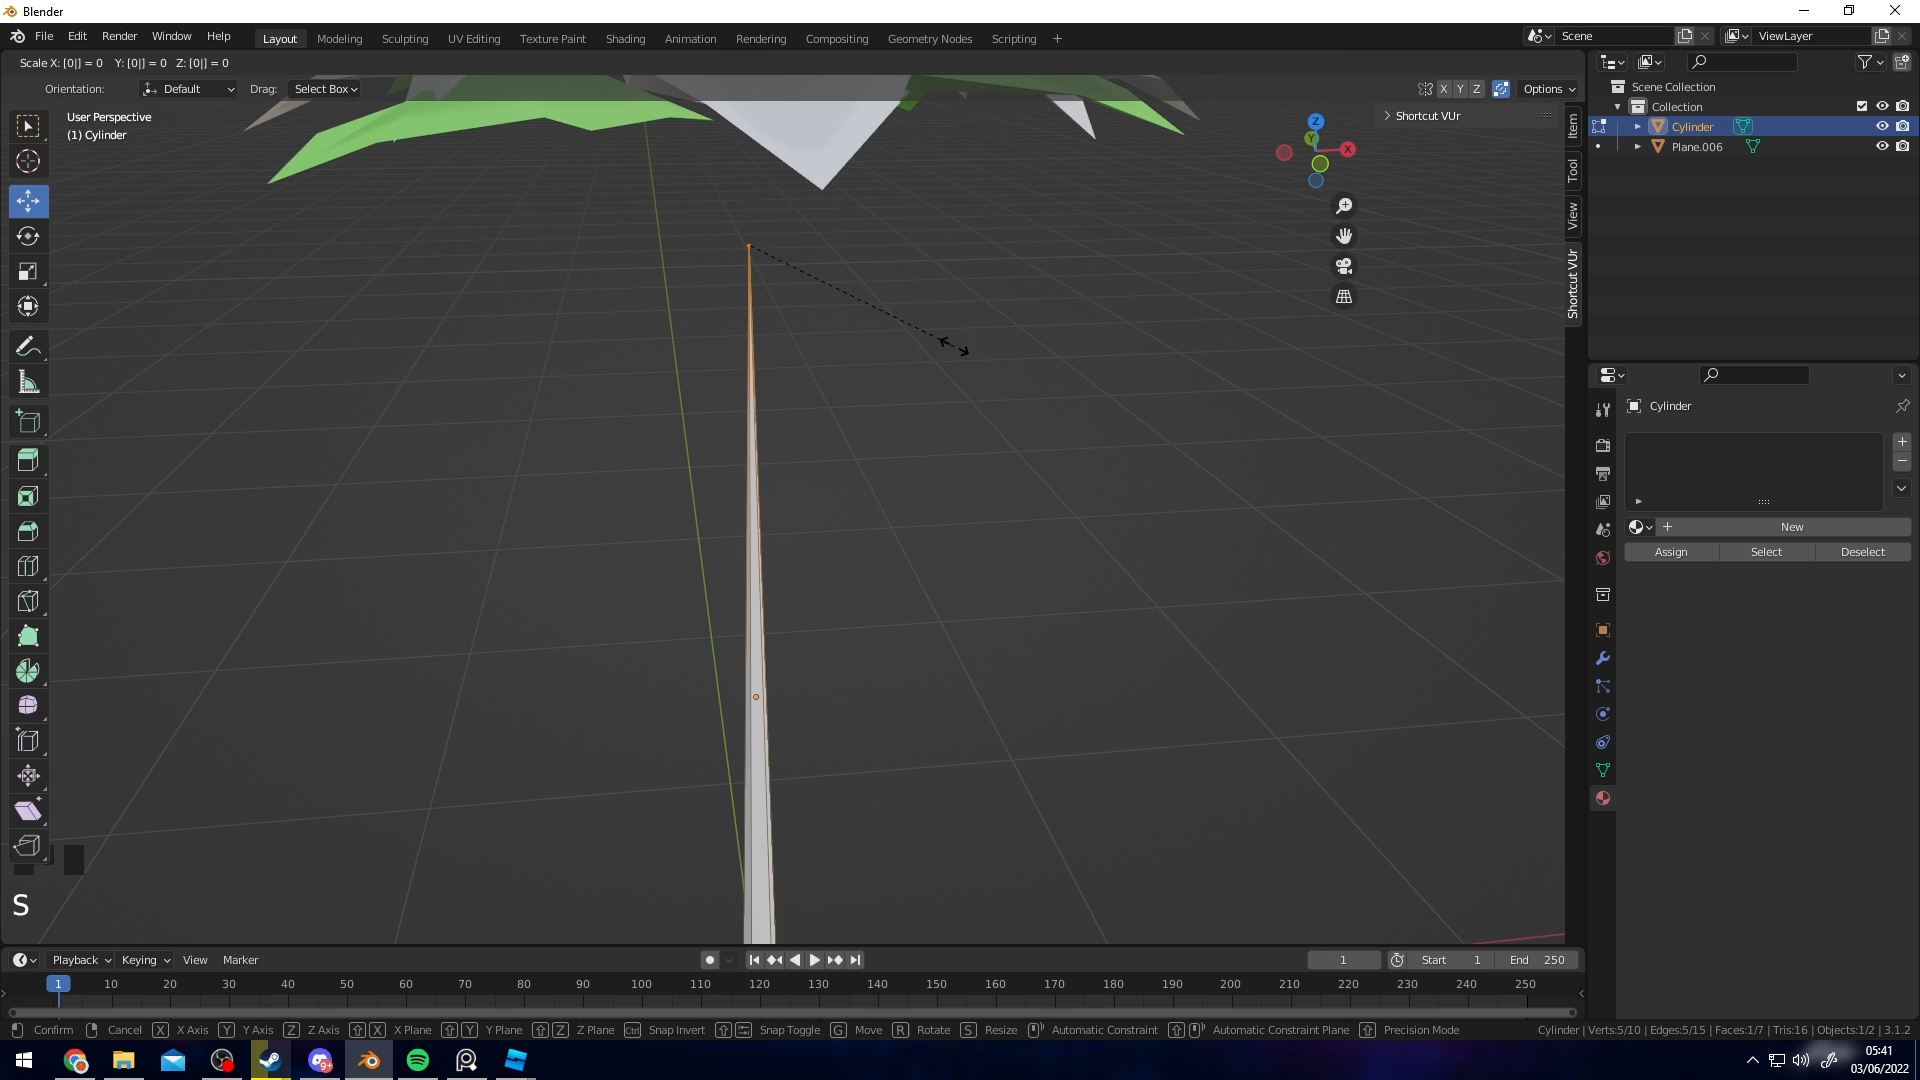 Blender
File Edit Render Window Help
Layout Modeling Sculpting UV Editing Texture Paint Shading Animation Rendering Compositing Geometry Nodes Scripting +
Scene
ViewLayer
Scale X: [0|] = 0 Y: [0|] = 0 Z: [0|] = 0
Orientation: Default Drag: Select Box
X Y Z Options
User Perspective
(1) Cylinder
Shortcut VUr
Item
Tool
View
Shortcut VUr
Z
Y
X
Scene Collection
Collection
Cylinder
Plane.006
Cylinder
New
Assign Select Deselect
S
Playback Keying View Marker
1 Start 1 End 250
1 10 20 30 40 50 60 70 80 90 100 110 120 130 140 150 160 170 180 190 200 210 220 230 240 250
Confirm Cancel X X Axis Y Y Axis Z Z Axis X X Plane Y Y Plane Z Z Plane Ctrl Snap Invert Snap Toggle G Move R Rotate S Resize Automatic Constraint Automatic Constraint Plane Precision Mode
Cylinder | Verts:5/10 | Edges:5/15 | Faces:1/7 | Tris:16 | Objects:1/2 | 3.1.2
9+
05:41
03/06/2022